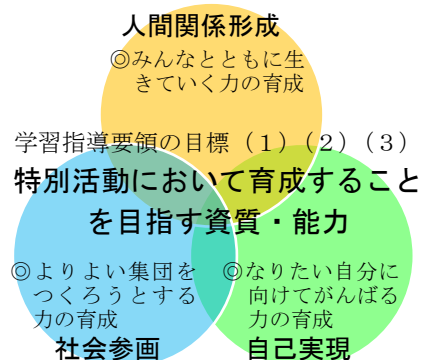 人間関係形成
◎みんなとともに生
きていく力の育成
学習指導要領の目標（１）（２）（３）
特別活動において育成すること
を目指す資質・能力
◎よりよい集団を
つくろうとする
力の育成
社会参画
◎なりたい自分に
向けてがんばる
力の育成
自己実現